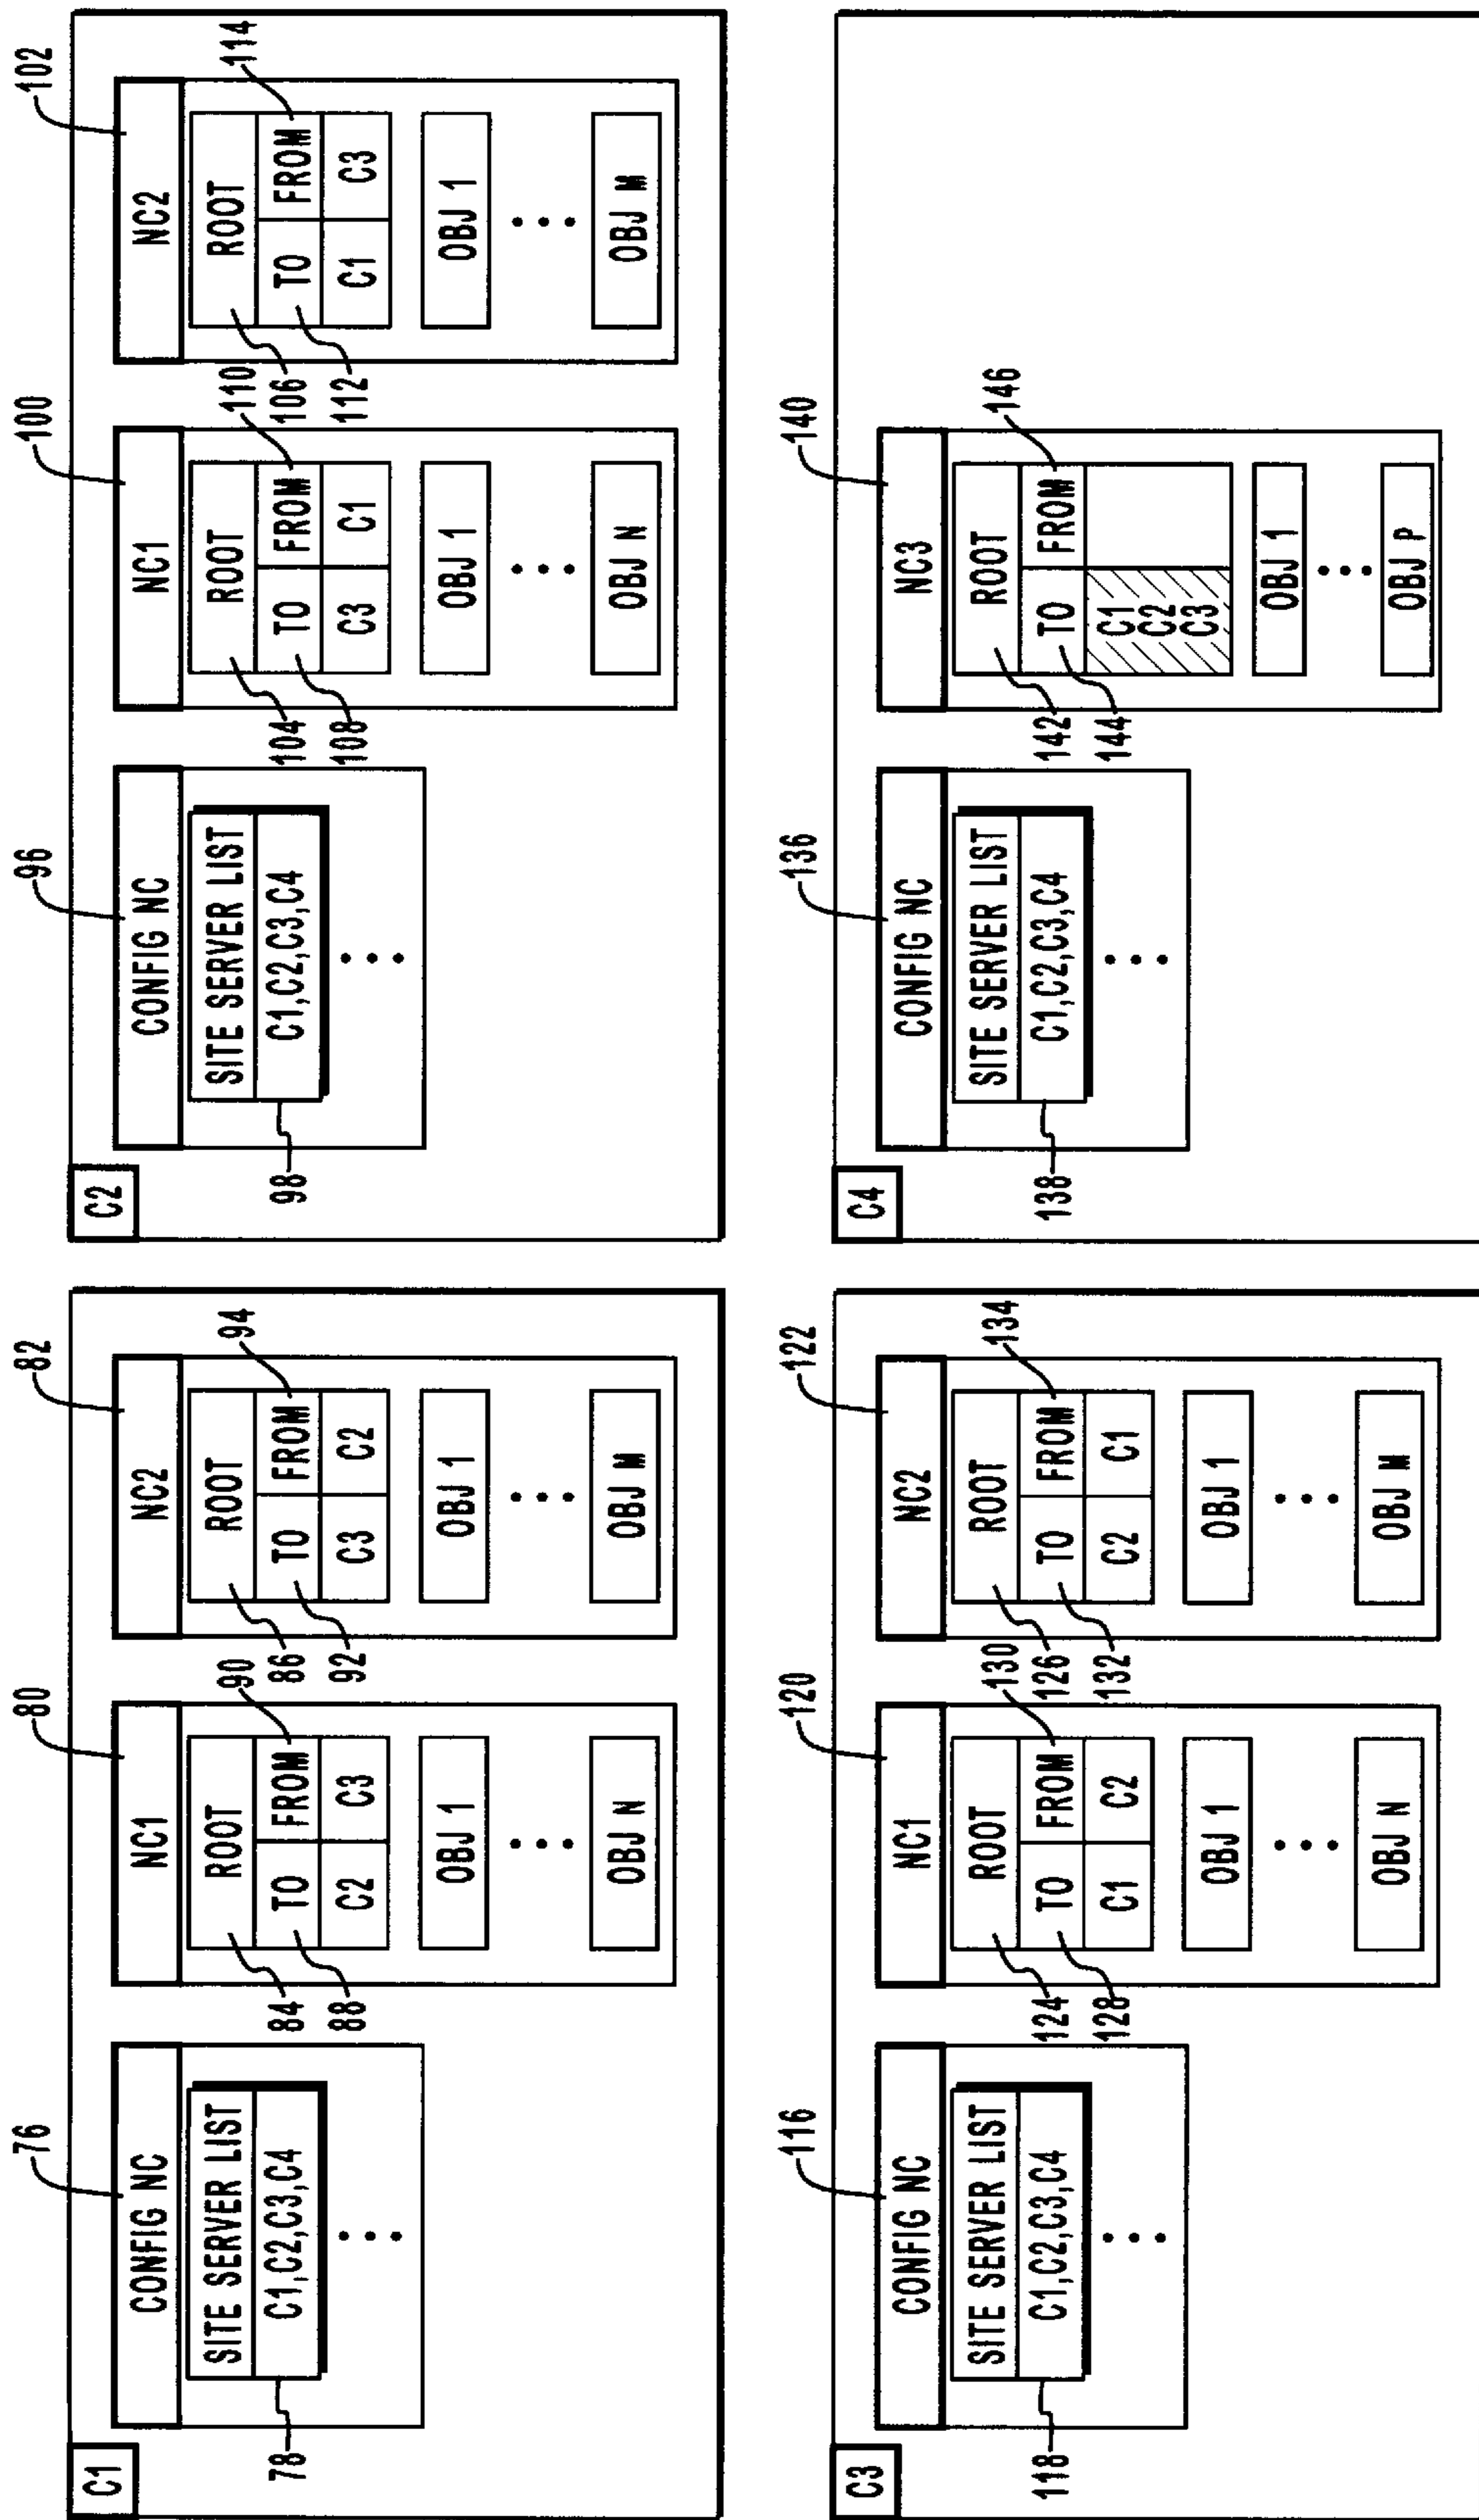 C1
76
80
82
CONFIG NC
NC1
NC2
SITE SERVER LIST
ROOT
ROOT
C1,C2,C3,C4
TO
FROM
TO
FROM
C2
C3
C3
C2
78
84
88
90
86
92
94
OBJ 1
OBJ 1
OBJ N
OBJ M
C2
96
100
102
CONFIG NC
NC1
NC2
SITE SERVER LIST
ROOT
ROOT
C1,C2,C3,C4
TO
FROM
TO
FROM
C3
C1
C1
C3
98
104
108
110
106
112
114
OBJ 1
OBJ 1
OBJ N
OBJ M
C3
116
120
122
CONFIG NC
NC1
NC2
SITE SERVER LIST
ROOT
ROOT
C1,C2,C3,C4
TO
FROM
TO
FROM
C1
C2
C2
C1
118
124
128
130
126
132
134
OBJ 1
OBJ 1
OBJ N
OBJ M
C4
136
140
CONFIG NC
NC3
SITE SERVER LIST
ROOT
C1,C2,C3,C4
TO
FROM
C1
C2
C3
138
142
144
146
OBJ 1
OBJ P